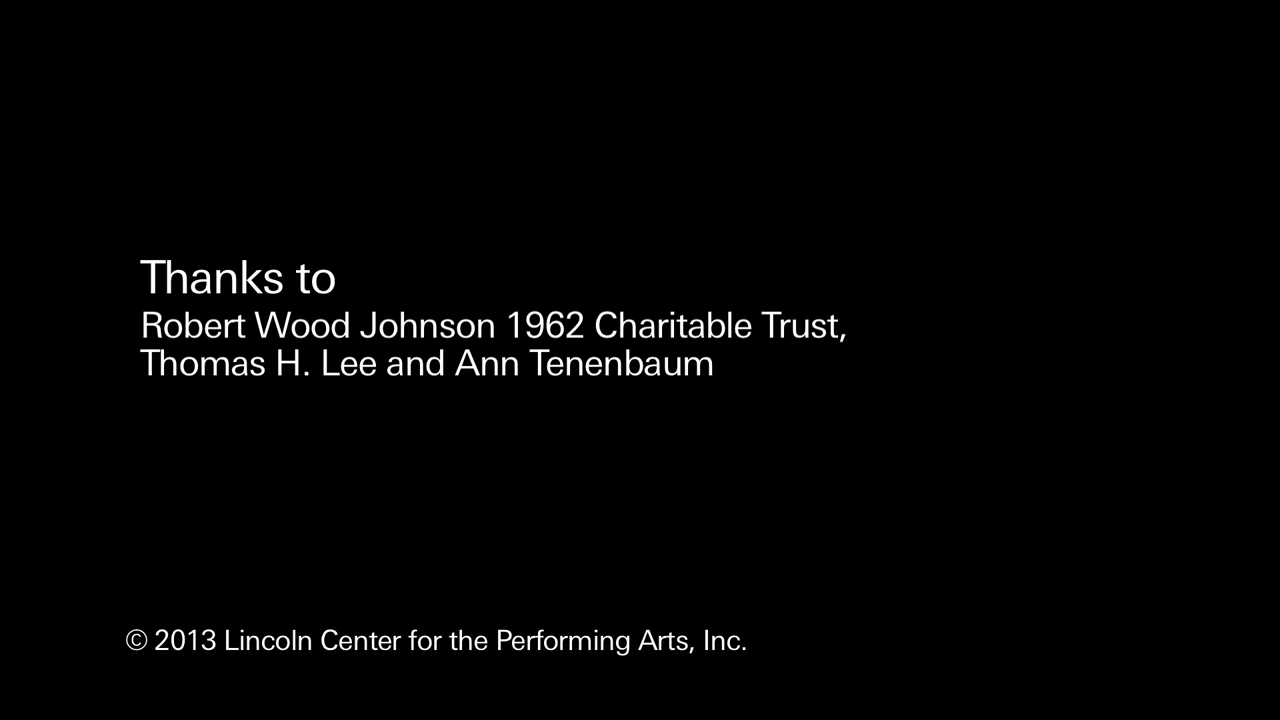 Thanks to
Robert Wood Johnson 1962 Charitable Trust,
Thomas H. Lee and Ann Tenenbaum
© 2013 Lincoln Center for the Performing Arts, Inc.